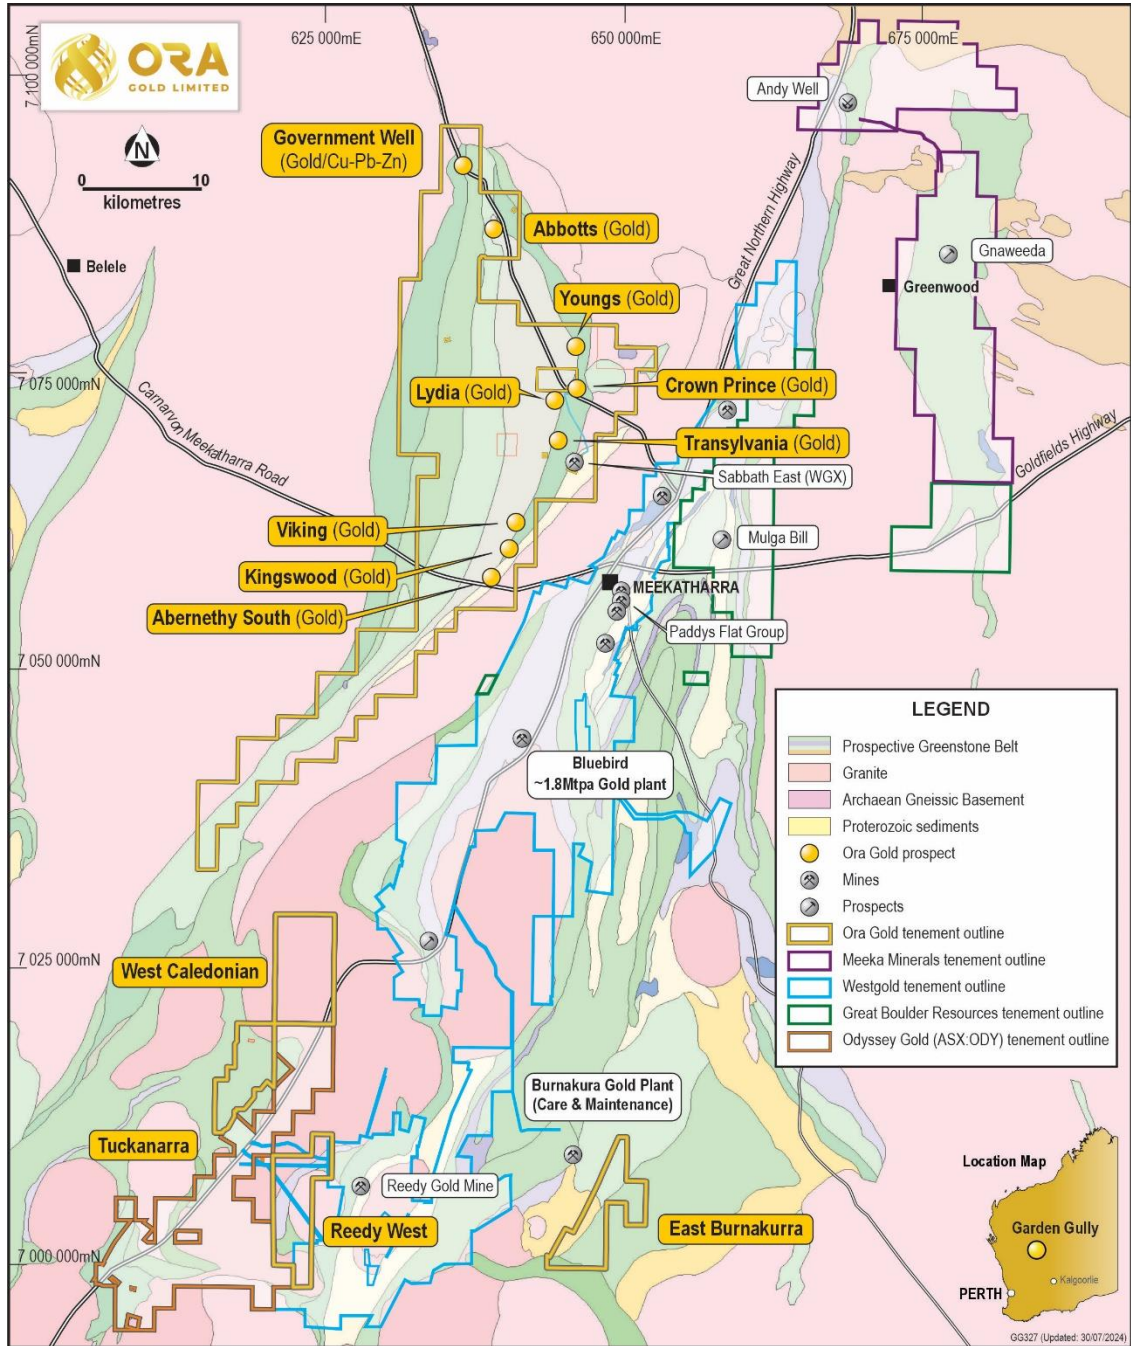 ORA
GOLD LIMITED
625 000mE
650 000mE
675 000mE
7 100 000mN
N
0 10
kilometres
Government Well
(Gold/Cu-Pb-Zn)
Andy Well
Great Northern Highway
Abbotts (Gold)
Gnaweeda
Belele
Greenwood
Youngs (Gold)
7 075 000mN
Lydia (Gold)
Crown Prince (Gold)
Carnarvon Meekatharra Road
Transylvania (Gold)
Goldfields Highway
Sabbath East (WGX)
Viking (Gold)
Mulga Bill
Kingswood (Gold)
MEEKATHARRA
Abernethy South (Gold)
Paddys Flat Group
7 050 000mN
Bluebird
~1.8Mtpa Gold plant
LEGEND
Prospective Greenstone Belt
Granite
Archaean Gneissic Basement
Proterozoic sediments
Ora Gold prospect
Mines
Prospects
Ora Gold tenement outline
Meeka Minerals tenement outline
Westgold tenement outline
Great Boulder Resources tenement outline
Odyssey Gold (ASX:ODY) tenement outline
West Caledonian
7 025 000mN
Burnakura Gold Plant
(Care & Maintenance)
Tuckanarra
Reedy Gold Mine
Reedy West
East Burnakurra
7 000 000mN
Location Map
Garden Gully
Kalgoorlie
PERTH
GG327 (Updated: 30/07/2024)